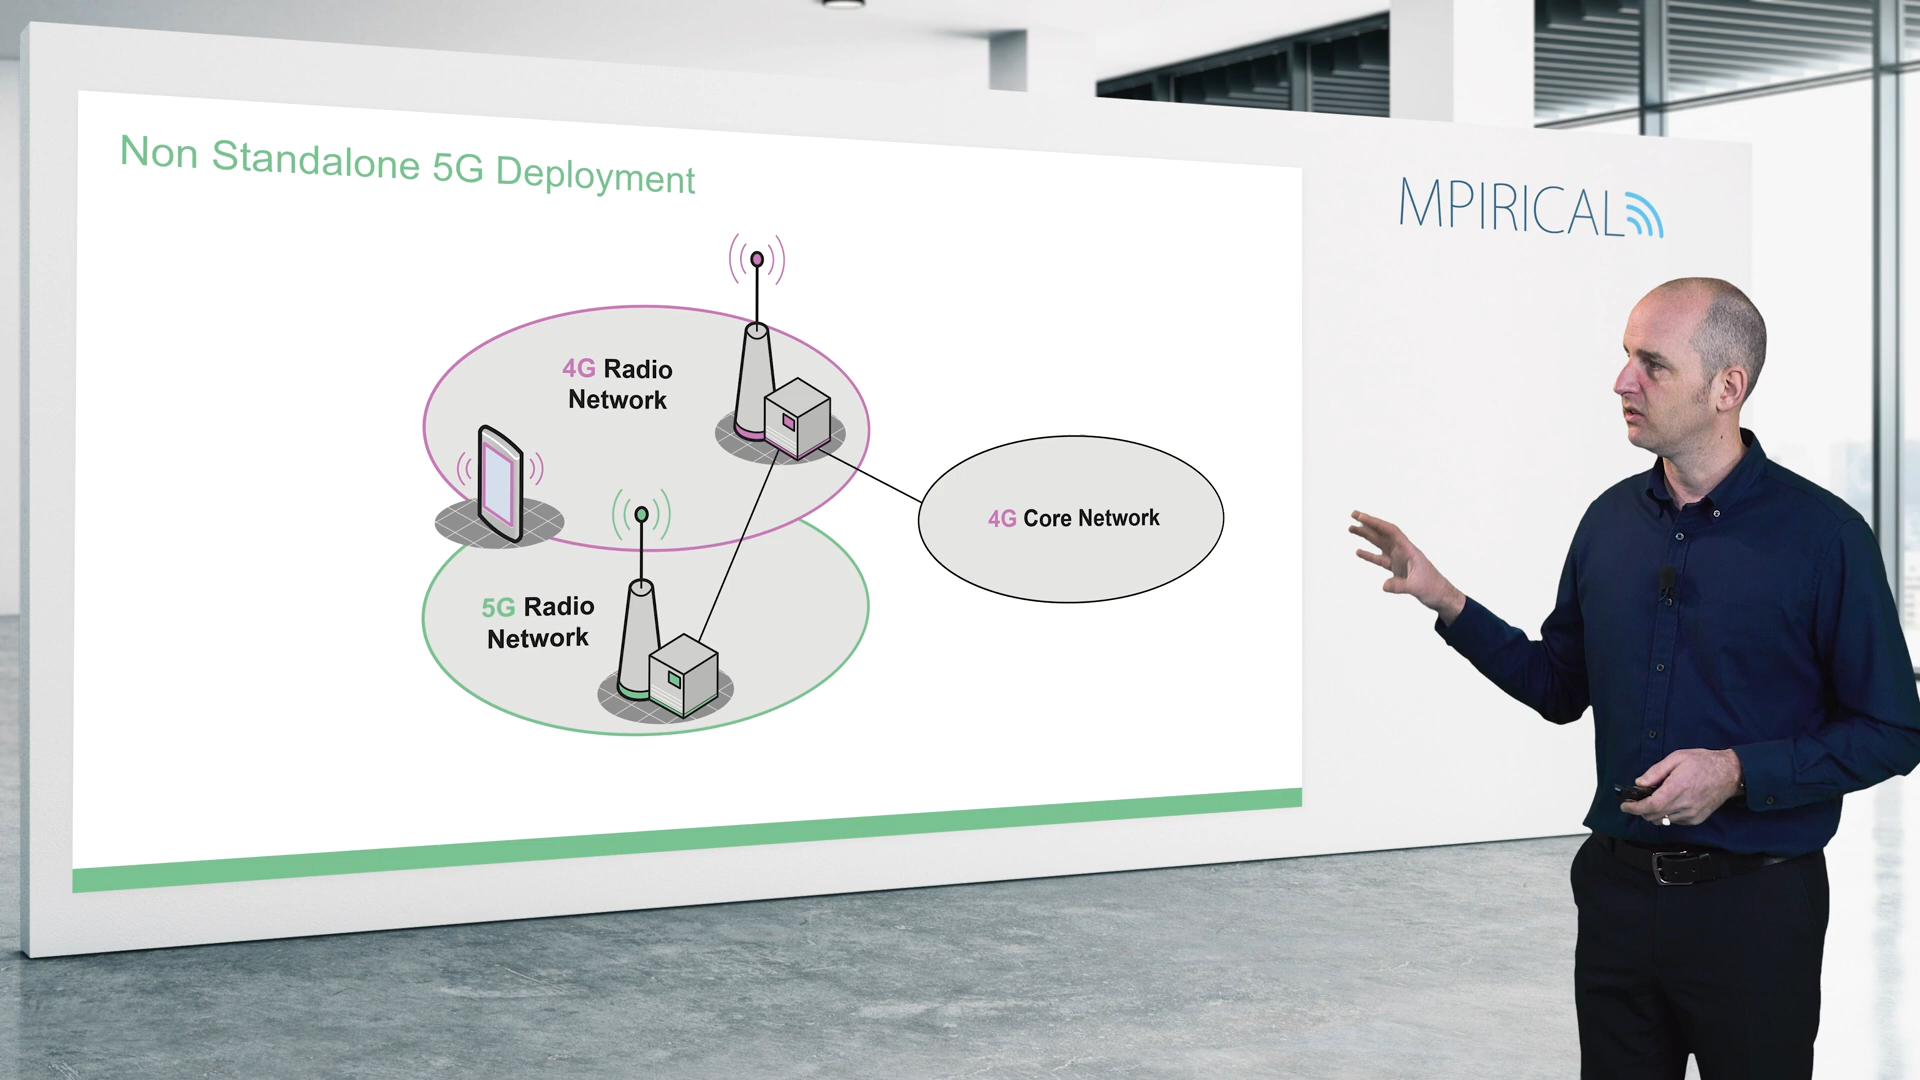 Non Standalone 5G Deployment
MPIRICAL
4G Radio
Network
4G Core Network
5G Radio
Network